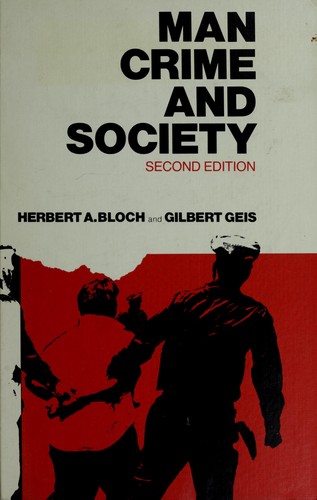 MAN
CRIME
AND
SOCIETY
SECOND EDITION
HERBERT A. BLOCH and GILBERT GEIS